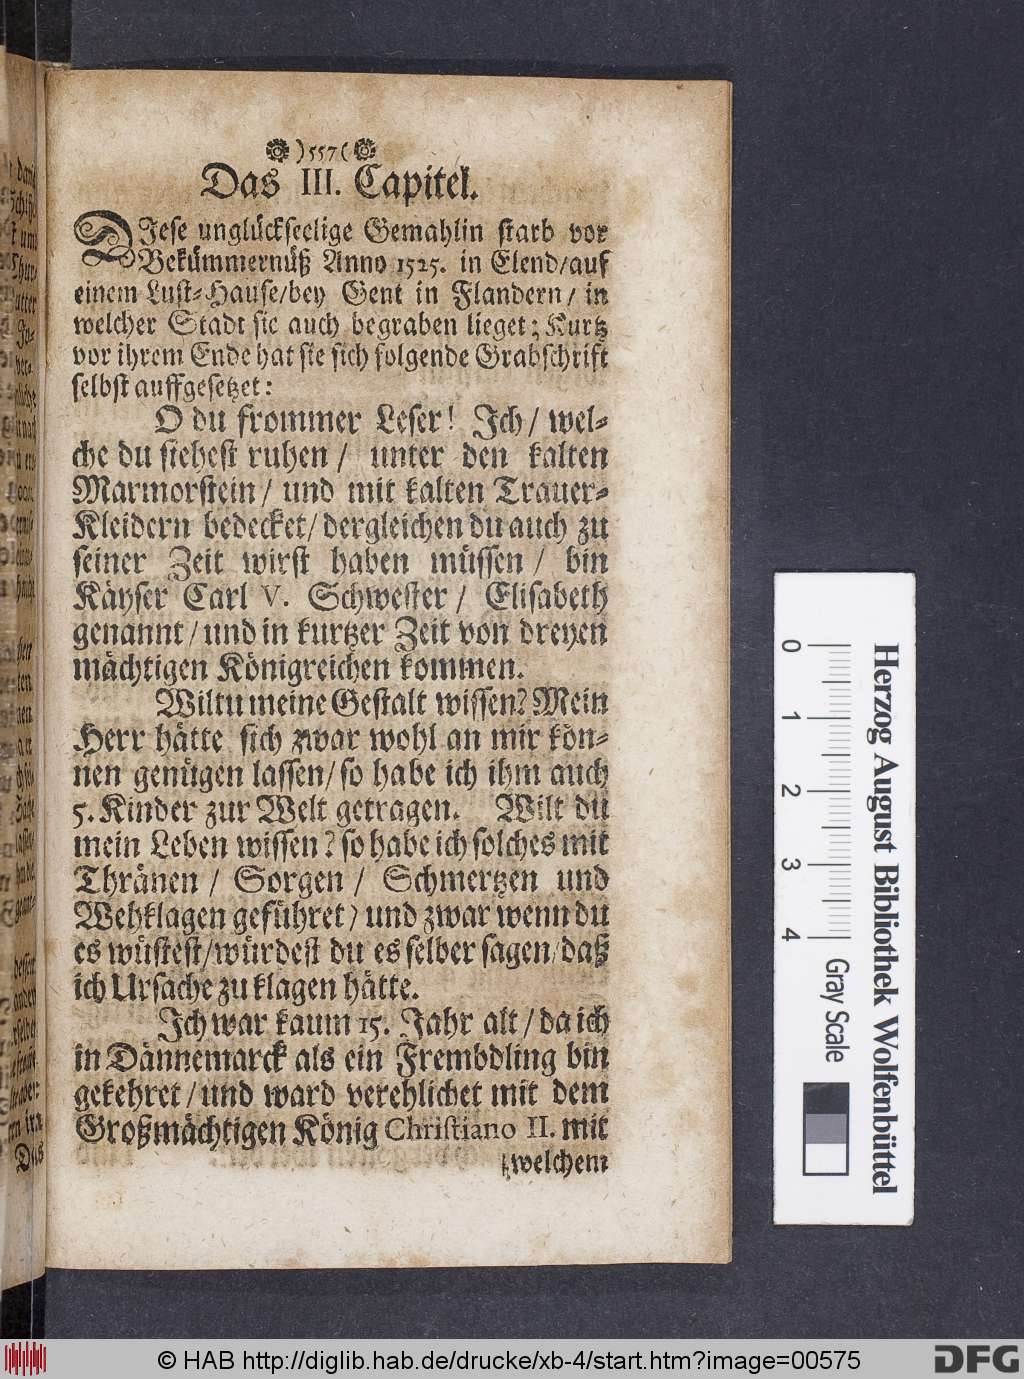 )557(
Das III. Capitel.
DIese unglückseelige Gemahlin starb vor
Bekümmernüß Anno 1525. in Elend/auf
einem Lust-Hause/bey Gent in Flandern/ in
welcher Stadt sie auch begraben lieget; Kurtz
vor ihrem Ende hat sie sich folgende Grabschrift
selbst auffgesetzet:
O du frommer Leser! Ich/ wel-
che du siehest ruhen/ unter den kalten
Marmorstein/ und mit kalten Trauer-
Kleidern bedecket/dergleichen du auch zu
seiner Zeit wirst haben müssen/ bin
Käyser Carl V. Schwester/ Elisabeth
genannt/und in kurtzer Zeit von dreyen
mächtigen Königreichen kommen.
Wiltu meine Gestalt wissen? Mein
Herr hätte sich zwar wohl an mir kön-
nen genügen lassen/so habe ich ihm auch
5. Kinder zur Welt getragen. Wilt du
mein Leben wissen? so habe ich solches mit
Thränen/ Sorgen/ Schmertzen und
Wehklagen geführet/und zwar wenn du
es wüstest/würdest du es selber sagen/daß
ich Ursache zu klagen hätte.
Ich war kaum 15. Jahr alt/da ich
in Dännemarck als ein Frembdling bin
gekehret/und ward verehlichet mit dem
Großmächtigen König Christiano II. mit
welchem
0 1 2 3 4
Gray Scale
Herzog August Bibliothek Wolfenbüttel
© HAB http://diglib.hab.de/drucke/xb-4/start.htm?image=00575
DFG